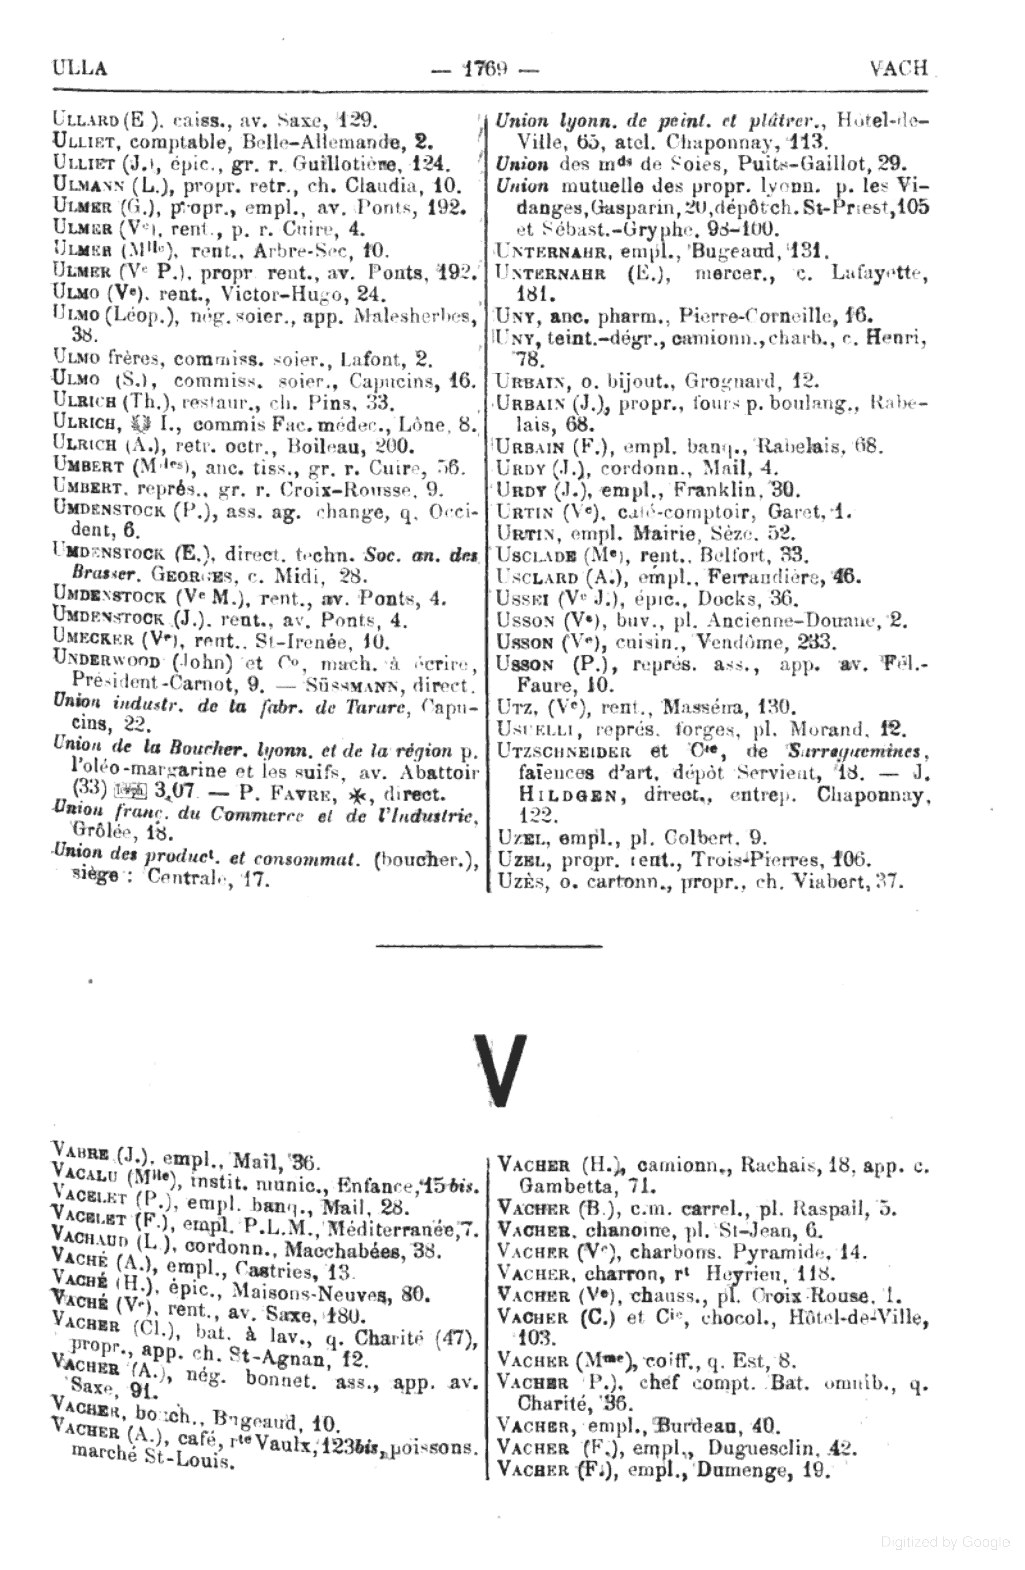 ULLA — 1769 — VACH
ULLARD (E ). caiss., av. Saxe, 129.
ULLIET, comptable, Belle-Allemande, 2.
ULLIET (J.), épic., gr. r. Guillotière, 124.
ULMANN (L.), propr. retr., ch. Claudia, 10.
ULMER (G.), propr., empl., av. Ponts, 192.
ULMER (Ve), rent., p. r. Cuire, 4.
ULMER (Mlle), rent., Arbre-Sec, 10.
ULMER (Ve P.), propr rent., av. Ponts, 192.
ULMO (Ve). rent., Victor-Hugo, 24.
ULMO (Léop.), nég. soier., app. Malesherbes,
38.
ULMO frères, commiss. soier., Lafont, 2.
ULMO (S.), commiss. soier., Capucins, 16.
ULRICH (Th.), restaur., ch. Pins, 33.
ULRICH, I., commis Fac. médec., Lône, 8.
ULRICH (A.), retr. octr., Boileau, 200.
UMBERT (Mdes), anc. tiss., gr. r. Cuire, 56.
UMBERT. représ., gr. r. Croix-Rousse, 9.
UMDENSTOCK (P.), ass. ag. change, q. Occi-
dent, 6.
UMDENSTOCK (E.), direct. techn. Soc. an. des
Brasser. GEORGES, c. Midi, 28.
UMDENSTOCK (Ve M.), rent., av. Ponts, 4.
UMDENSTOCK (J.). rent., av. Ponts, 4.
UMECKER (Ve), rent.. St-Irenée, 10.
UNDERWOOD (John) et Co, mach. à écrire,
Président-Carnot, 9. — SÜSSMANN, direct.
Union industr. de la fabr. de Tarare, Capu-
cins, 22.
Union de la Boucher. lyonn. et de la région p.
l'oléo-margarine et les suifs, av. Abattoir
(33) 3,07 — P. FAVRE, direct.
Union franç. du Commerce et de l'Industrie,
Grôlée, 18.
Union des product. et consommat. (boucher.),
siège : Centrale, 17.
Union lyonn. de peint. et plâtrer., Hotel-de-
Ville, 65, atel. Chaponnay, 113.
Union des mds de Soies, Puits-Gaillot, 29.
Union mutuelle des propr. lyonn. p. les Vi-
danges, Gasparin, 20, dépôt ch. St-Priest, 105
et Sébast.-Gryphe, 98-100.
UNTERNAHR, empl., Bugeaud, 131.
UNTERNAHR (E.), mercer., c. Lafayette,
181.
UNY, anc. pharm., Pierre-Corneille, 16.
UNY, teint.-dégr., camionn., charb., c. Henri,
78.
URBAIN, o. bijout., Grognard, 12.
URBAIN (J.), propr., fours p. boulang., Rabe-
lais, 68.
URBAIN (F.), empl. banq., Rabelais, 68.
URDY (J.), cordonn., Mail, 4.
URDY (J.), empl., Franklin, 30.
URTIN (Ve), café-comptoir, Garet, 1.
URTIN, empl. Mairie, Sèze, 52.
USCLADE (Me), rent., Belfort, 33.
USCLARD (A.), empl., Ferrandière, 46.
USSEI (Ve J.), épic., Docks, 36.
USSON (Ve), buv., pl. Ancienne-Douane, 2.
USSON (Ve), cuisin., Vendôme, 233.
USSON (P.), représ. ass., app. av. Fél.-
Faure, 10.
UTZ, (Ve), rent., Masséna, 130.
USUELLI, représ. forges, pl. Morand, 12.
UTZSCHNEIDER et Cie, de Sarreguemines,
faïences d'art, dépôt Servient, 18. — J.
HILDGEN, direct., entrep. Chaponnay,
122.
UZEL, empl., pl. Colbert, 9.
UZEL, propr. rent., Trois-Pierres, 106.
UZÈS, o. cartonn., propr., ch. Viabert, 37.
V
VABRE (J.), empl., Mail, 36.
VACALU (Mlle), instit. munic., Enfance, 15 bis.
VACELET (P.), empl. banq., Mail, 28.
VACELET (F.), empl. P.L.M., Méditerranée, 7.
VACHAUD (L.), cordonn., Macchabées, 38.
VACHÉ (A.), empl., Castries, 13.
VACHÉ (H.), épic., Maisons-Neuves, 80.
VACHÉ (Ve), rent., av. Saxe, 180.
VACHER (Cl.), bat. à lav., q. Charité (47),
propr., app. ch. St-Agnan, 12.
VACHER (A.), nég. bonnet. ass., app. av.
Saxe, 91.
VACHER, bouch., Bugeaud, 10.
VACHER (A.), café, rte Vaulx, 123 bis, poissons.
marché St-Louis.
VACHER (H.), camionn., Rachais, 18, app. c.
Gambetta, 71.
VACHER (B.), c.m. carrel., pl. Raspail, 5.
VACHER, chanoine, pl. St-Jean, 6.
VACHER (Ve), charbons. Pyramide, 14.
VACHER, charron, rt Heyrieu, 118.
VACHER (Ve), chauss., pl. Croix Rouse, 1.
VACHER (C.) et Cie, chocol., Hôtel-de-Ville,
103.
VACHER (Mme), coiff., q. Est, 8.
VACHER P.), chef compt. Bat. omnib., q.
Charité, 36.
VACHER, empl., Burdeau, 40.
VACHER (F.), empl., Duguesclin, 42.
VACHER (F.), empl., Dumenge, 19.
Digitized by Google